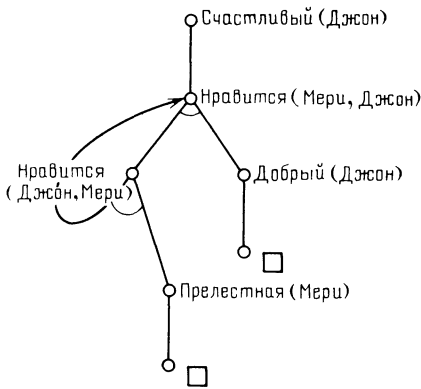 Счастливый (Джон)
Нравится (Мери, Джон)
Нравится
(Джон, Мери)
Добрый (Джон)
Прелестная (Мери)